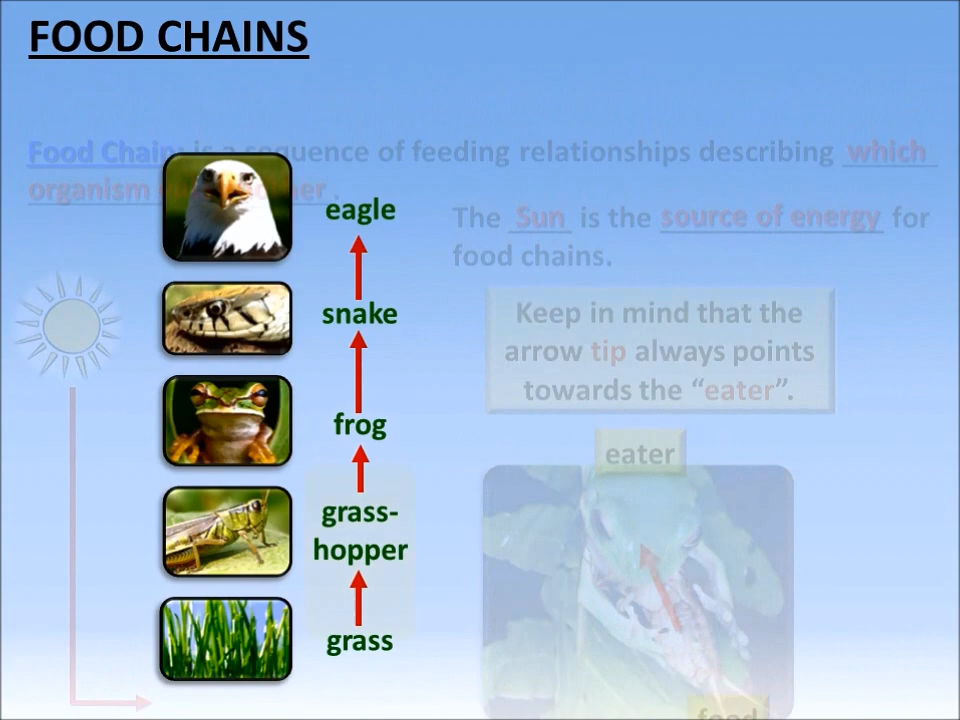 FOOD CHAINS
Food Chain: is a sequence of feeding relationships describing which
organism
The Sun is the source of energy for
food chains.
eagle
snake
frog
grass-
hopper
grass
Keep in mind that the
arrow tip always points
towards the “eater”.
eater
food